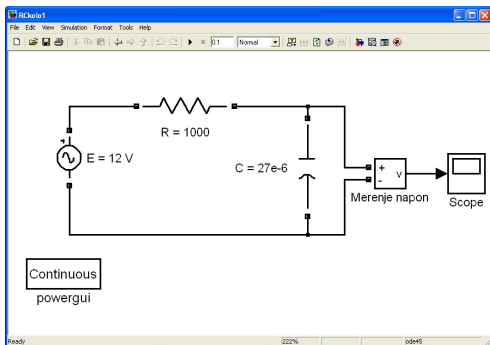 RCkolo1
File Edit View Simulation Format Tools Help
0.1 Normal
R = 1000
E = 12 V
C = 27e-6
+
- v
Merenje napon
Scope
Continuous
powergui
Ready 222% ode45